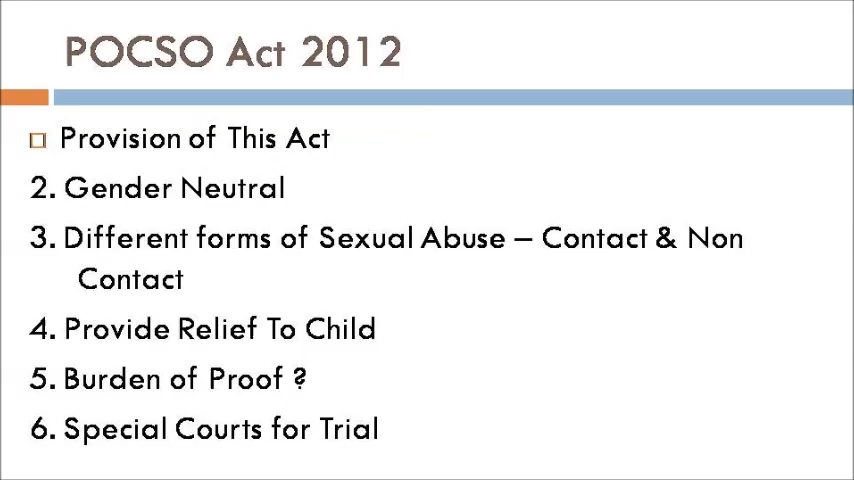 POCSO Act 2012
Provision of This Act
2. Gender Neutral
3. Different forms of Sexual Abuse – Contact & Non
Contact
4. Provide Relief To Child
5. Burden of Proof ?
6. Special Courts for Trial